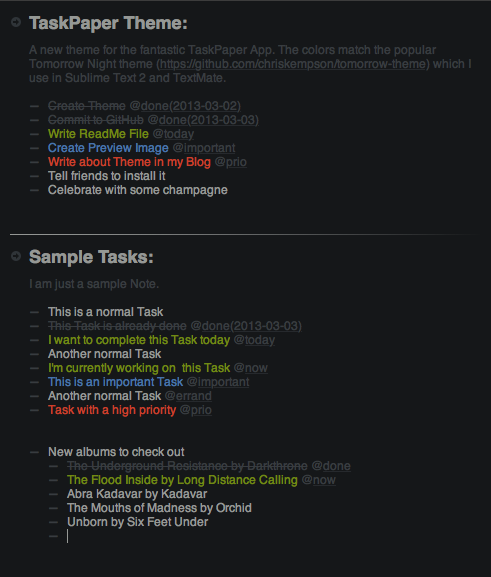 TaskPaper Theme:
A new theme for the fantastic TaskPaper App. The colors match the popular
Tomorrow Night theme (https://github.com/chriskempson/tomorrow-theme) which I
use in Sublime Text 2 and TextMate.
– Create Theme @done(2013-03-02)
– Commit to GitHub @done(2013-03-03)
– Write ReadMe File @today
– Create Preview Image @important
– Write about Theme in my Blog @prio
– Tell friends to install it
– Celebrate with some champagne
Sample Tasks:
I am just a sample Note.
– This is a normal Task
– This Task is already done @done(2013-03-03)
– I want to complete this Task today @today
– Another normal Task
– I'm currently working on  this Task @now
– This is an important Task @important
– Another normal Task @errand
– Task with a high priority @prio
– New albums to check out
– The Underground Resistance by Darkthrone @done
– The Flood Inside by Long Distance Calling @now
– Abra Kadavar by Kadavar
– The Mouths of Madness by Orchid
– Unborn by Six Feet Under
–